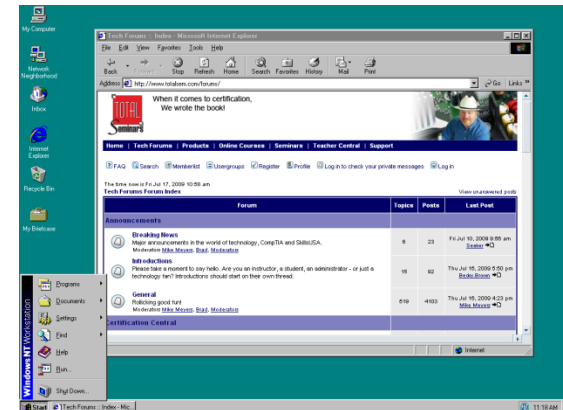 My Computer
Network
Neighborhood
Inbox
Internet
Explorer
Recycle Bin
My Briefcase
Tech Forums :: Index - Microsoft Internet Explorer
File Edit View Favorites Tools Help
Back Stop Refresh Home Search Favorites History Mail Print
Address http://www.totalsem.com/forums/ Go Links »
TOTAL
Seminars
When it comes to certification,
We wrote the book!
Home | Tech Forums | Products | Online Courses | Seminars | Teacher Central | Support
FAQ Search Memberlist Usergroups Register Profile Log in to check your private messages Log in
The time now is Fri Jul 17, 2009 10:58 am
Tech Forums Forum Index View unanswered posts
Forum Topics Posts Last Post
Announcements
Breaking News
Major announcements in the world of technology, CompTIA and SkillsUSA.
Moderators Mike Meyers, Brad, Moderators
6 23
Fri Jul 10, 2009 9:55 am
Introductions
Please take a moment to say hello. Are you an instructor, a student, an administrator - or just a
technology fan? Introductions should start on their own thread.
92
Thu Jul 16, 2009 5:50 pm
General
Rollicking good fun!
Moderators Mike Meyers, Brad, Moderators
519 4103
Thu Jul 16, 2009 4:23 pm
Mike Meyers
Certification Central
Internet
Windows NT Workstation
Programs
Documents
Settings
Find
Help
Run...
Shut Down...
Start Tech Forums :: Index - Mic... 11:18 AM